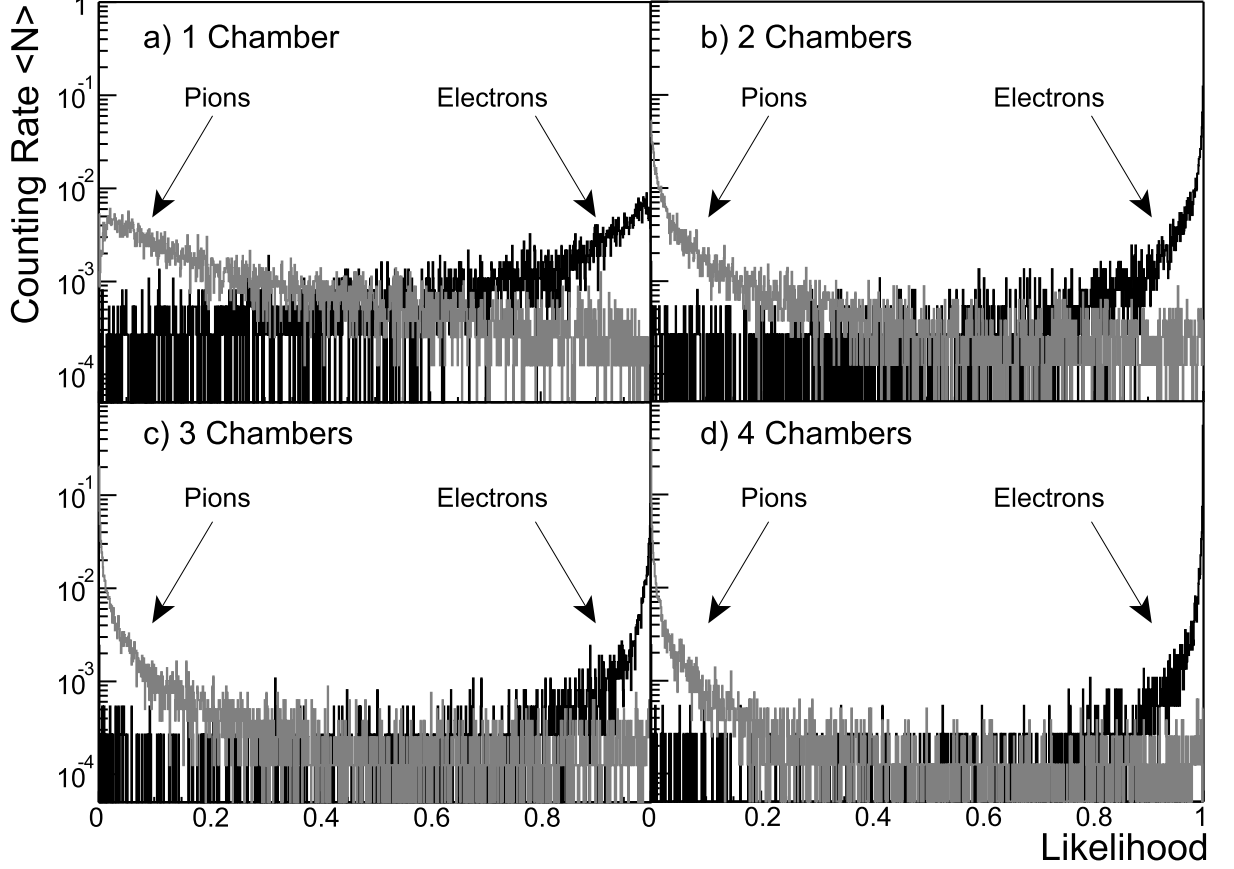 Counting Rate <N>
1
10-1
10-2
10-3
10-4
a) 1 Chamber
Pions
Electrons
b) 2 Chambers
Pions
Electrons
10-1
10-2
10-3
10-4
c) 3 Chambers
Pions
Electrons
d) 4 Chambers
Pions
Electrons
0 0.2 0.4 0.6 0.8 0 0.2 0.4 0.6 0.8 1
Likelihood